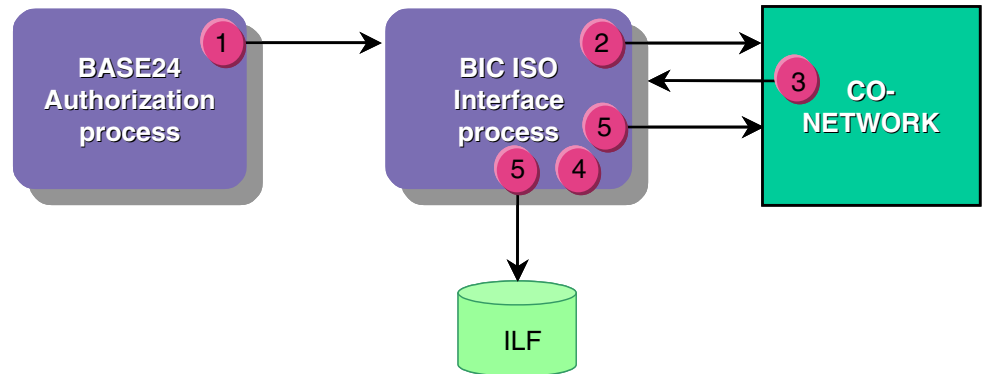 1
BASE24
Authorization
process
2
BIC ISO
Interface
process
5
5
4
3
CO-
NETWORK
ILF